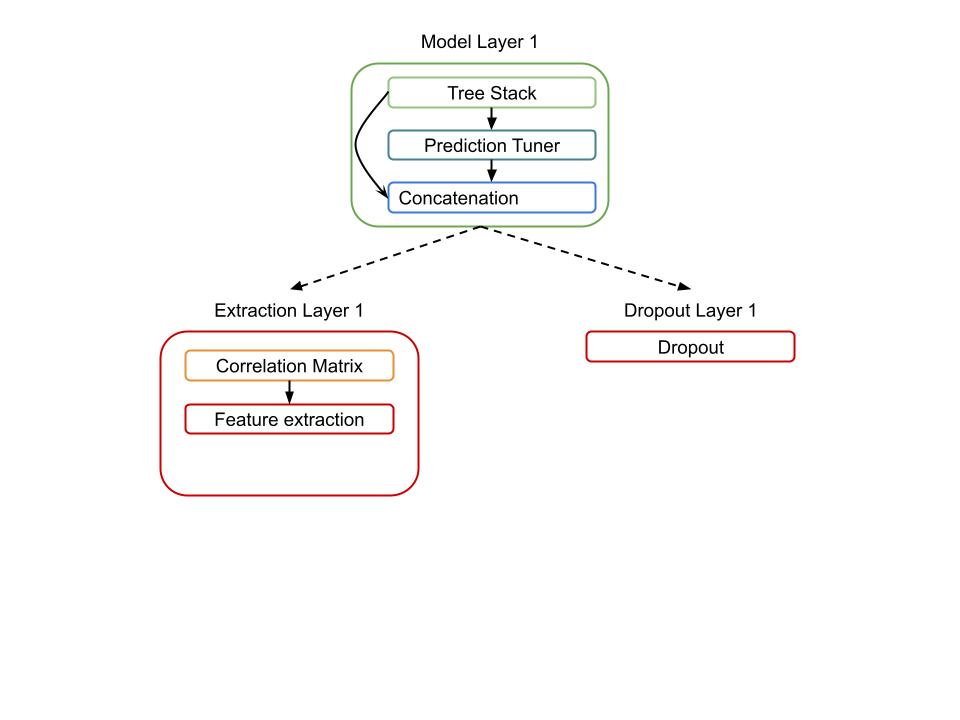 Model Layer 1
Tree Stack
Prediction Tuner
Concatenation
Extraction Layer 1
Correlation Matrix
Feature extraction
Dropout Layer 1
Dropout